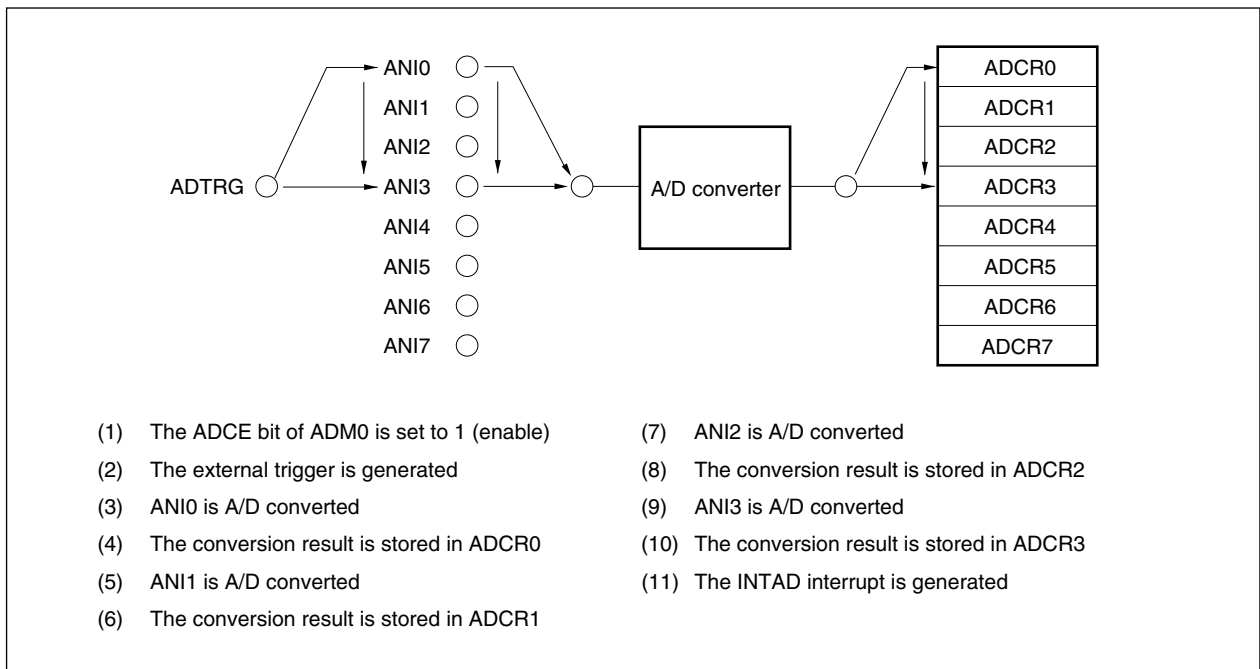 ANI0
ANI1
ANI2
ADTRG
ANI3
ANI4
ANI5
ANI6
ANI7
A/D converter
ADCR0
ADCR1
ADCR2
ADCR3
ADCR4
ADCR5
ADCR6
ADCR7
(1) The ADCE bit of ADM0 is set to 1 (enable)
(2) The external trigger is generated
(3) ANI0 is A/D converted
(4) The conversion result is stored in ADCR0
(5) ANI1 is A/D converted
(6) The conversion result is stored in ADCR1
(7) ANI2 is A/D converted
(8) The conversion result is stored in ADCR2
(9) ANI3 is A/D converted
(10) The conversion result is stored in ADCR3
(11) The INTAD interrupt is generated